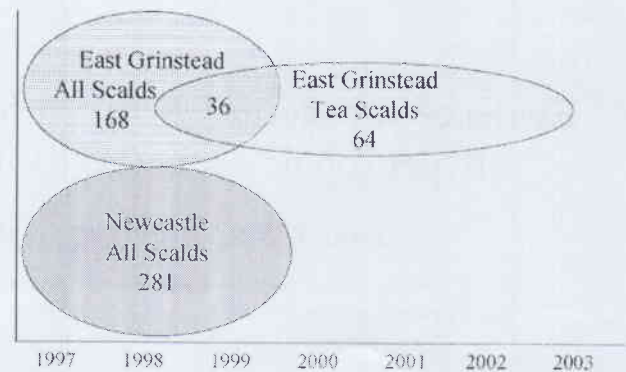 East Grinstead
All Scalds
168
36
East Grinstead
Tea Scalds
64
Newcastle
All Scalds
281
1997 1998 1999 2000 2001 2002 2003